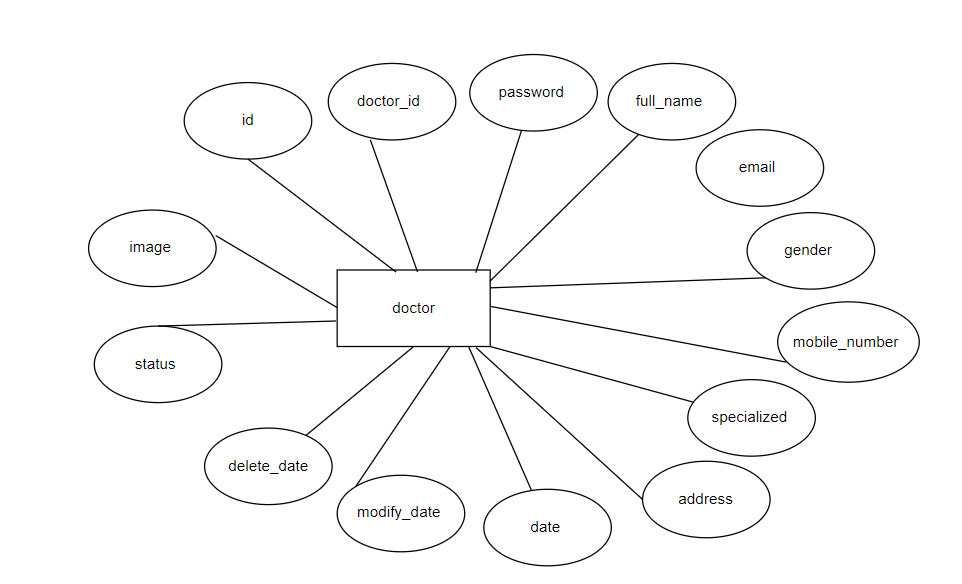 password
doctor_id
full_name
id
email
image
gender
doctor
mobile_number
status
specialized
delete_date
address
modify_date
date